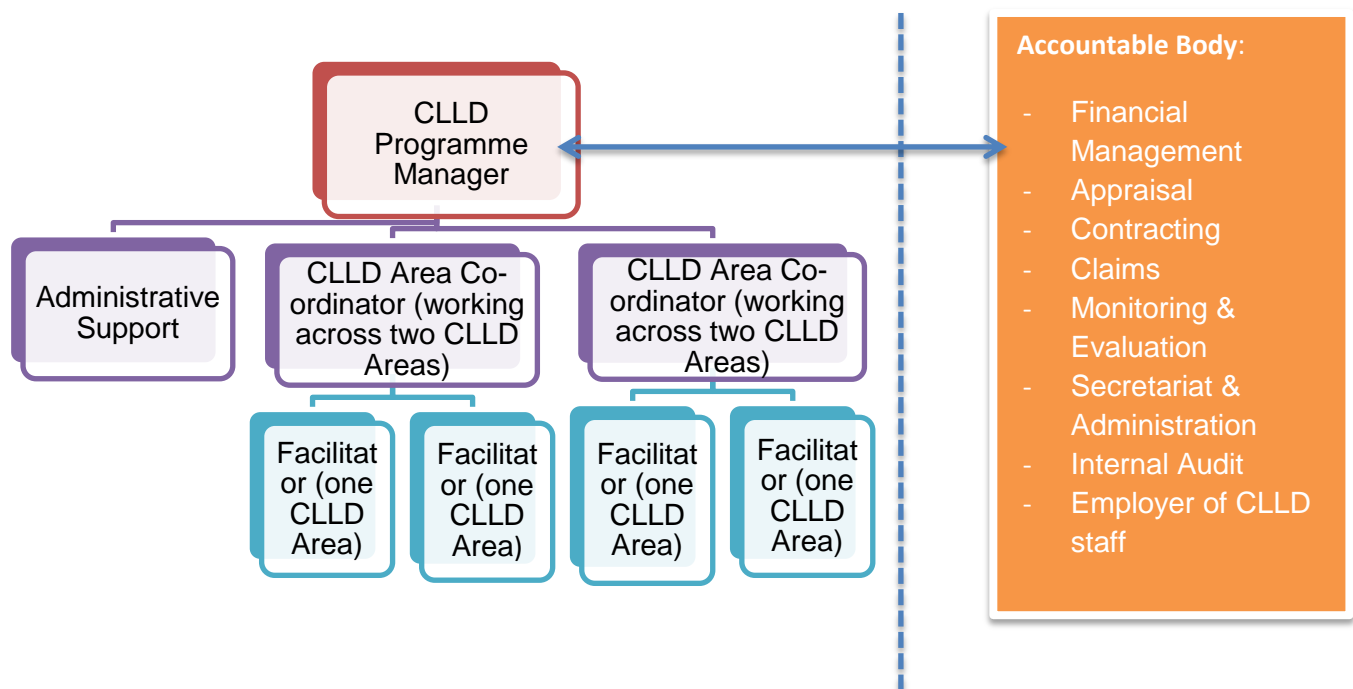 CLLD
Programme
Manager
Administrative
Support
CLLD Area Co-
ordinator (working
across two CLLD
Areas)
CLLD Area Co-
ordinator (working
across two CLLD
Areas)
Facilitat
or (one
CLLD
Area)
Facilitat
or (one
CLLD
Area)
Facilitat
or (one
CLLD
Area)
Facilitat
or (one
CLLD
Area)
Accountable Body:
- Financial
Management
- Appraisal
- Contracting
- Claims
- Monitoring &
Evaluation
- Secretariat &
Administration
- Internal Audit
- Employer of CLLD
staff